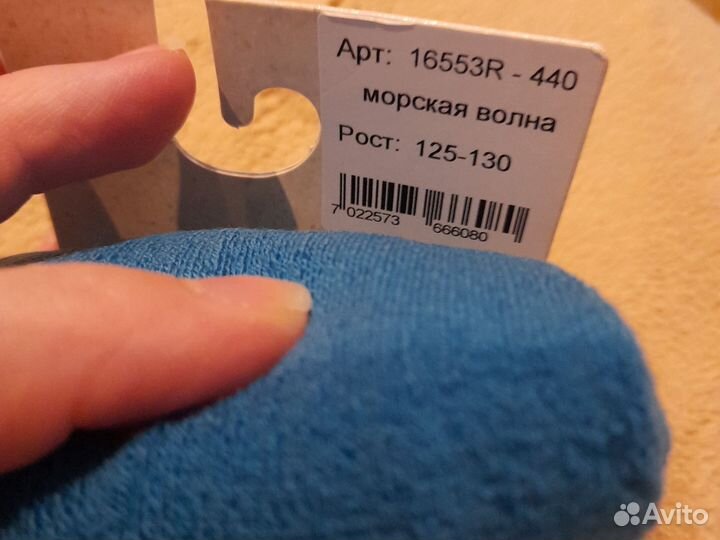 Арт: 16553R - 440
морская волна
Рост: 125-130
7 022573 666080
Avito